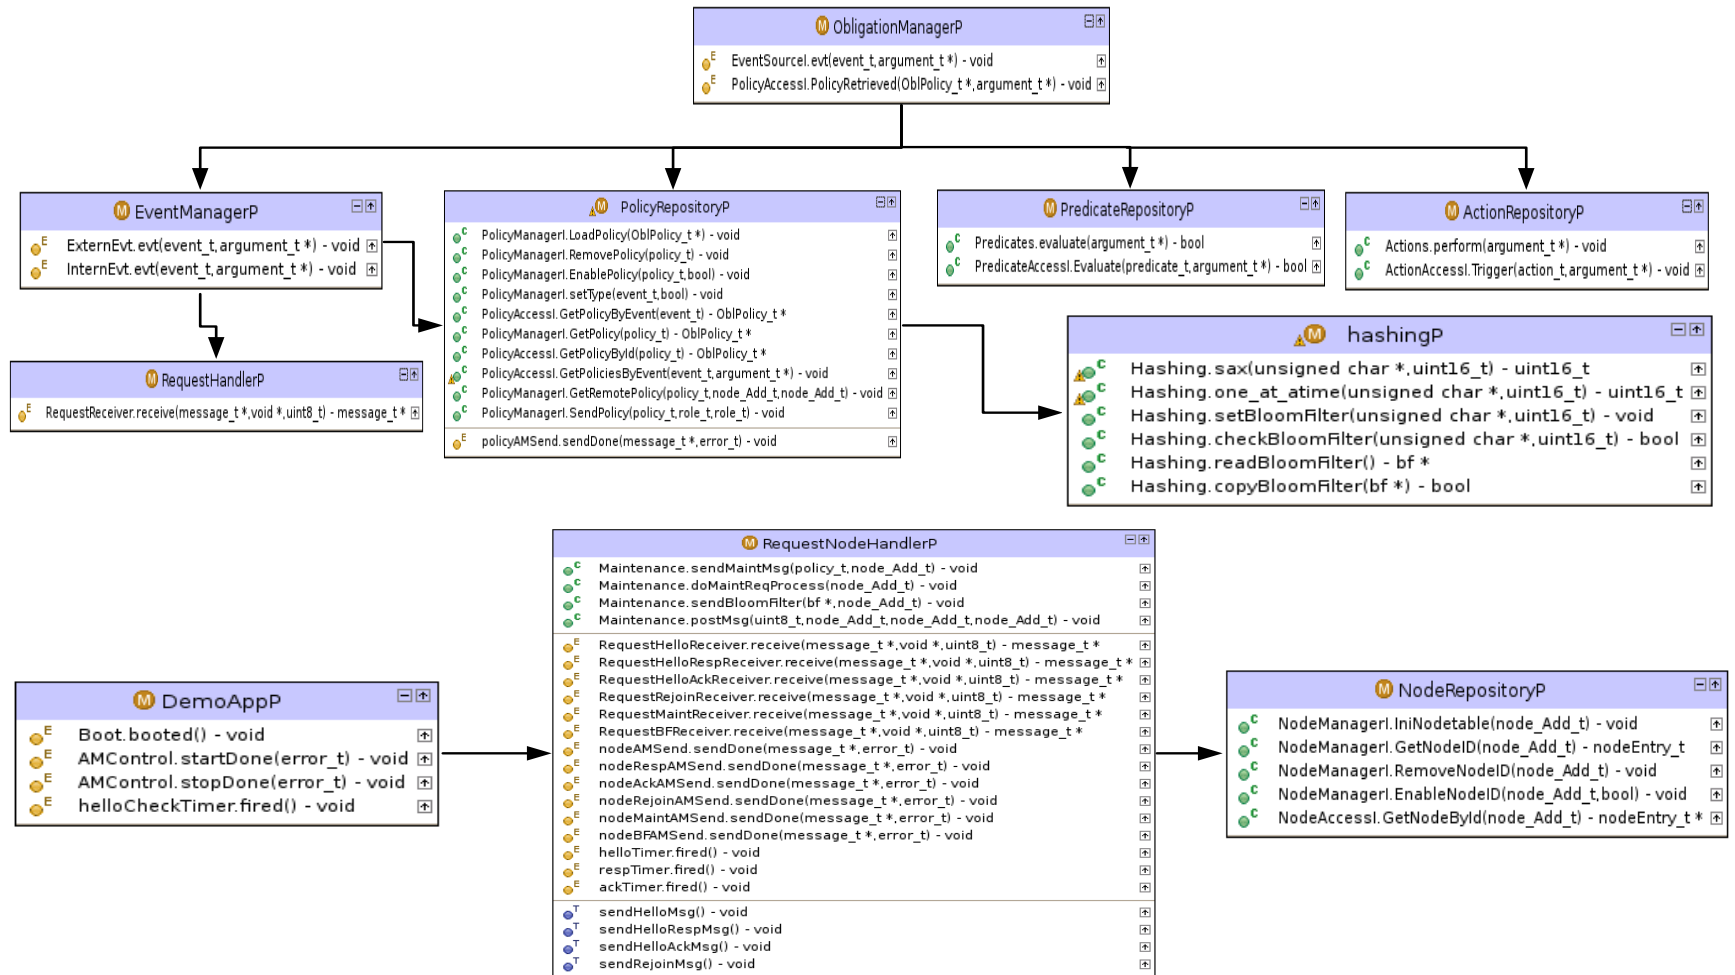 ObligationManagerP
EventSourceI.evt(event_t,argument_t *) - void
PolicyAccessI.PolicyRetrieved(OblPolicy_t *,argument_t *) - void
EventManagerP
ExternEvt.evt(event_t,argument_t *) - void
InternEvt.evt(event_t,argument_t *) - void
PolicyRepositoryP
PolicyManagerI.LoadPolicy(OblPolicy_t *) - void
PolicyManagerI.RemovePolicy(policy_t) - void
PolicyManagerI.EnablePolicy(policy_t,bool) - void
PolicyManagerI.setType(event_t,bool) - void
PolicyAccessI.GetPolicyByEvent(event_t) - OblPolicy_t *
PolicyManagerI.GetPolicy(policy_t) - OblPolicy_t *
PolicyAccessI.GetPolicyById(policy_t) - OblPolicy_t *
PolicyAccessI.GetPoliciesByEvent(event_t,argument_t *) - void
PolicyManagerI.GetRemotePolicy(policy_t,node_Add_t,node_Add_t) - void
PolicyManagerI.SendPolicy(policy_t,role_t,role_t) - void
policyAMSend.sendDone(message_t *,error_t) - void
PredicateRepositoryP
Predicates.evaluate(argument_t *) - bool
PredicateAccessI.Evaluate(predicate_t,argument_t *) - bool
ActionRepositoryP
Actions.perform(argument_t *) - void
ActionAccessI.Trigger(action_t,argument_t *) - void
RequestHandlerP
RequestReceiver.receive(message_t *,void *,uint8_t) - message_t *
hashingP
Hashing.sax(unsigned char *,uint16_t) - uint16_t
Hashing.one_at_atime(unsigned char *,uint16_t) - uint16_t
Hashing.setBloomFilter(unsigned char *,uint16_t) - void
Hashing.checkBloomFilter(unsigned char *,uint16_t) - bool
Hashing.readBloomFilter() - bf *
Hashing.copyBloomFilter(bf *) - bool
RequestNodeHandlerP
Maintenance.sendMaintMsg(policy_t,node_Add_t) - void
Maintenance.doMaintReqProcess(node_Add_t) - void
Maintenance.sendBloomFilter(bf *,node_Add_t) - void
Maintenance.postMsg(uint8_t,node_Add_t,node_Add_t,node_Add_t) - void
RequestHelloReceiver.receive(message_t *,void *,uint8_t) - message_t *
RequestHelloRespReceiver.receive(message_t *,void *,uint8_t) - message_t *
RequestHelloAckReceiver.receive(message_t *,void *,uint8_t) - message_t *
RequestRejoinReceiver.receive(message_t *,void *,uint8_t) - message_t *
RequestMaintReceiver.receive(message_t *,void *,uint8_t) - message_t *
RequestBFReceiver.receive(message_t *,void *,uint8_t) - message_t *
nodeAMSend.sendDone(message_t *,error_t) - void
nodeRespAMSend.sendDone(message_t *,error_t) - void
nodeAckAMSend.sendDone(message_t *,error_t) - void
nodeRejoinAMSend.sendDone(message_t *,error_t) - void
nodeMaintAMSend.sendDone(message_t *,error_t) - void
nodeBFAMSend.sendDone(message_t *,error_t) - void
helloTimer.fired() - void
respTimer.fired() - void
ackTimer.fired() - void
sendHelloMsg() - void
sendHelloRespMsg() - void
sendHelloAckMsg() - void
sendRejoinMsg() - void
DemoAppP
Boot.booted() - void
AMControl.startDone(error_t) - void
AMControl.stopDone(error_t) - void
helloCheckTimer.fired() - void
NodeRepositoryP
NodeManagerI.IniNodetable(node_Add_t) - void
NodeManagerI.GetNodeID(node_Add_t) - nodeEntry_t
NodeManagerI.RemoveNodeID(node_Add_t) - void
NodeManagerI.EnableNodeID(node_Add_t,bool) - void
NodeAccessI.GetNodeById(node_Add_t) - nodeEntry_t *